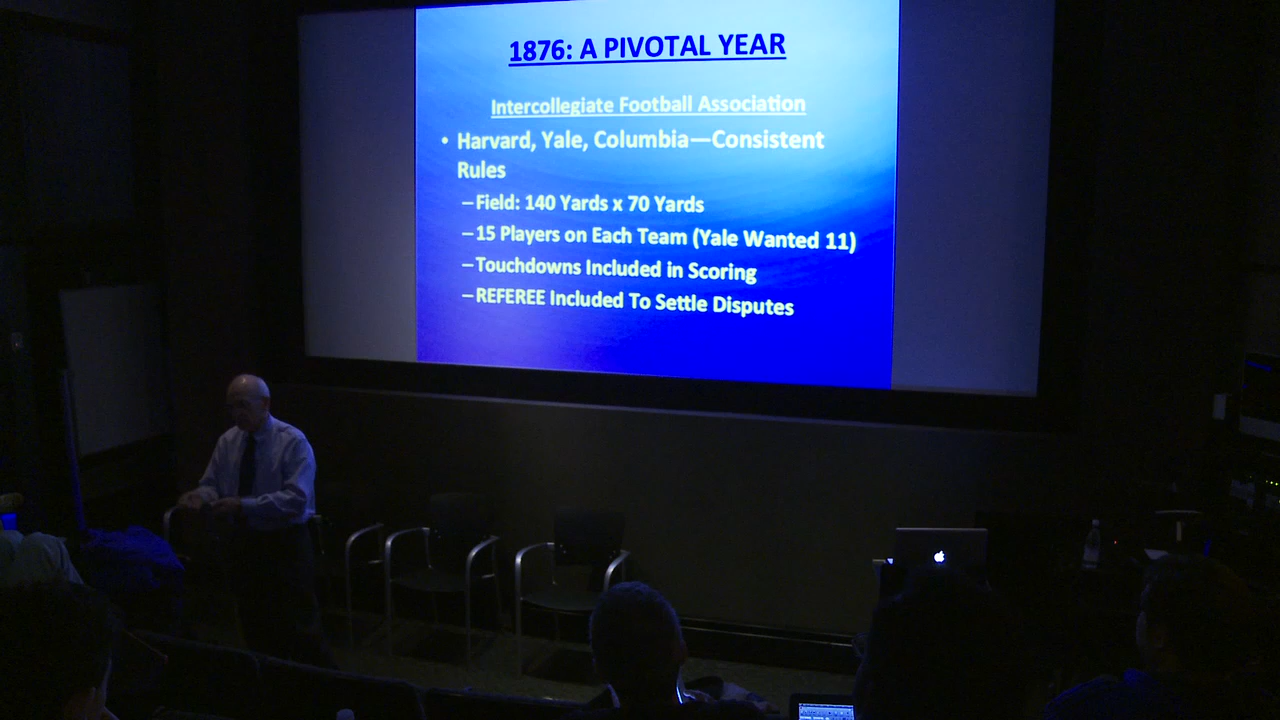 1876: A PIVOTAL YEAR
Intercollegiate Football Association
• Harvard, Yale, Columbia—Consistent
Rules
–Field: 140 Yards x 70 Yards
–15 Players on Each Team (Yale Wanted 11)
–Touchdowns Included in Scoring
–REFEREE Included To Settle Disputes